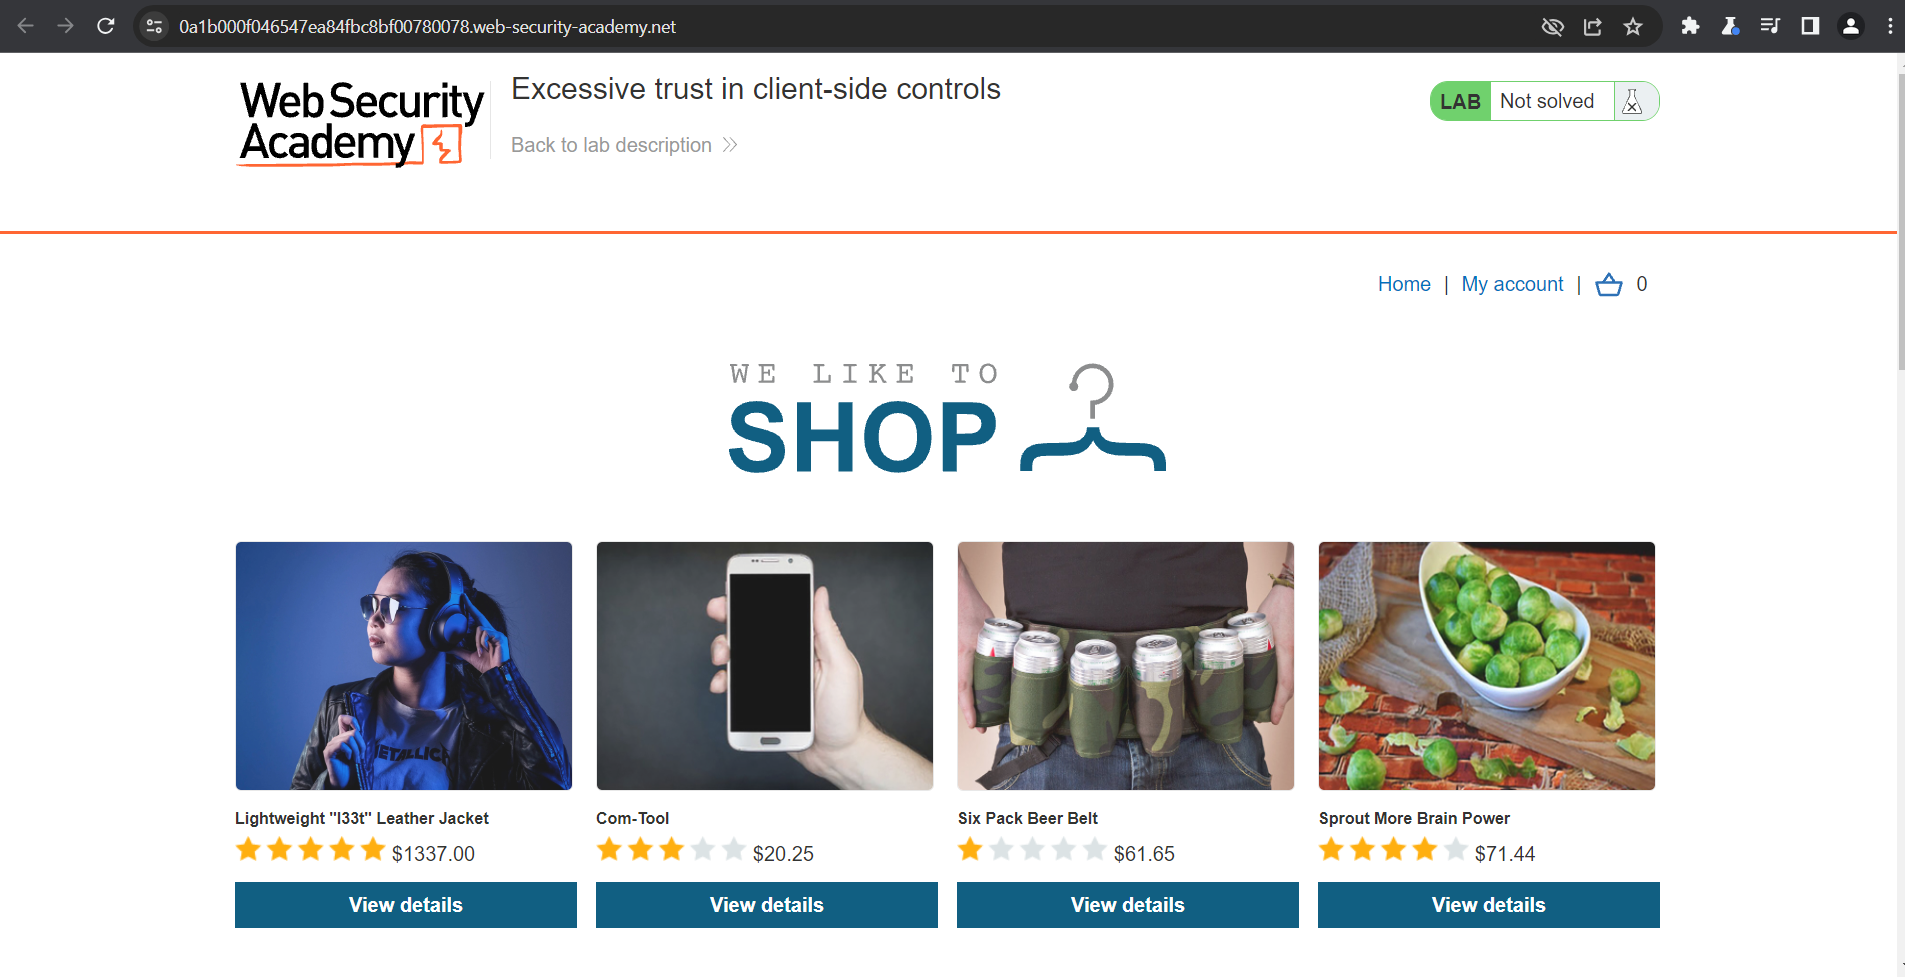 0a1b000f046547ea84fbc8bf00780078.web-security-academy.net
Web Security
Academy
Excessive trust in client-side controls
Back to lab description
LAB Not solved
Home | My account | 0
WE LIKE TO
SHOP
METALLICA
Lightweight "l33t" Leather Jacket
$1337.00
View details
Com-Tool
$20.25
View details
Six Pack Beer Belt
$61.65
View details
Sprout More Brain Power
$71.44
View details